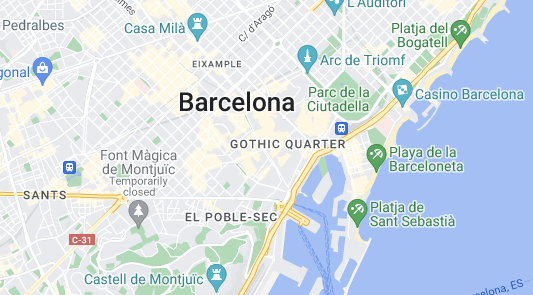 L'Auditori
Casa Milà
C/ d'Aragó
Pedralbes
Platja del
Bogatell
EIXAMPLE
Arc de Triomf
onal
Parc de la
Ciutadella
Casino Barcelona
Barcelona
GOTHIC QUARTER
Font Màgica
de Montjuïc
Temporarily
closed
Playa de la
Barceloneta
SANTS
EL POBLE-SEC
Platja de
Sant Sebastià
C-31
Castell de Montjuïc
celona, ES